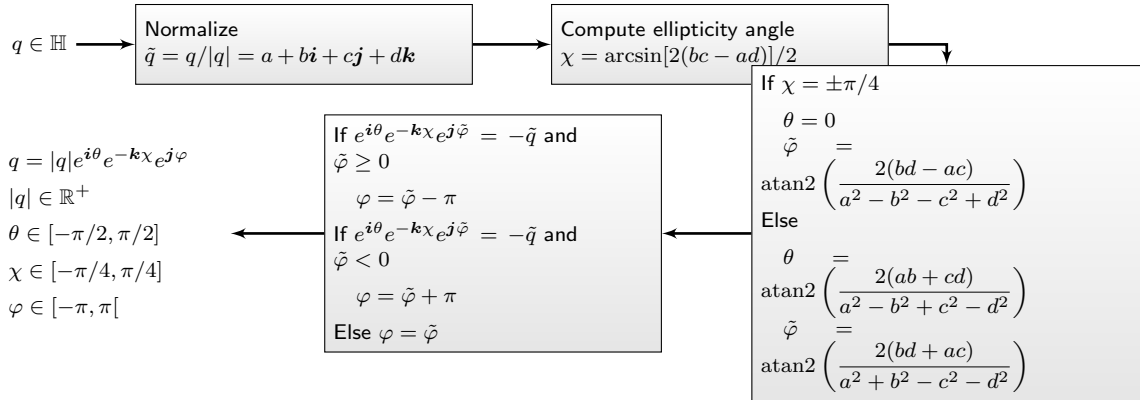 q ∈ ℍ
Normalize
q̃ = q/|q| = a + b𝒊 + c𝒋 + d𝒌
Compute ellipticity angle
χ = arcsin[2(bc − ad)]/2
If χ = ±π/4
θ = 0
φ̃ =
atan2 ( 2(bd − ac) / a² − b² − c² + d² )
Else
θ =
atan2 ( 2(ab + cd) / a² − b² + c² − d² )
φ̃ =
atan2 ( 2(bd + ac) / a² + b² − c² − d² )
If e^{𝒊θ}e^{−𝒌χ}e^{𝒋φ̃} = −q̃ and
φ̃ ≥ 0
φ = φ̃ − π
If e^{𝒊θ}e^{−𝒌χ}e^{𝒋φ̃} = −q̃ and
φ̃ < 0
φ = φ̃ + π
Else φ = φ̃
q = |q|e^{𝒊θ}e^{−𝒌χ}e^{𝒋φ}
|q| ∈ ℝ⁺
θ ∈ [−π/2, π/2]
χ ∈ [−π/4, π/4]
φ ∈ [−π, π[